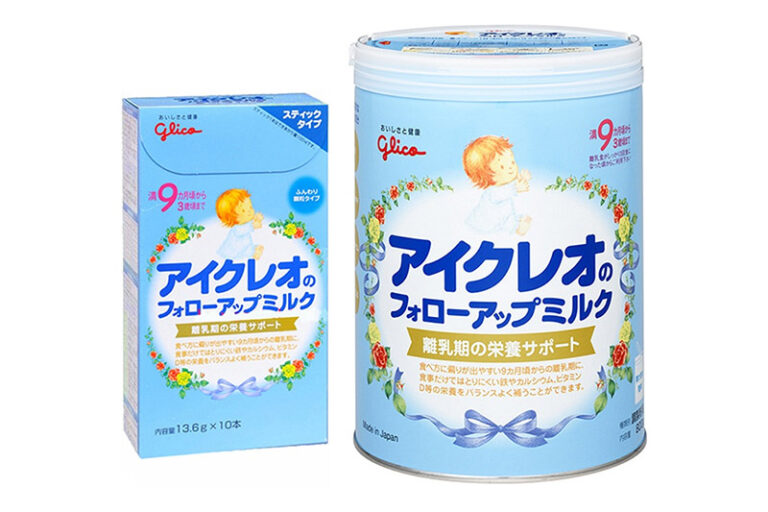 おいしさと健康
glico
スティック
タイプ
満9カ月頃から
3歳頃まで
ふんわり
顆粒タイプ
アイクレオの
フォローアップミルク
離乳期の栄養サポート
食べ方に偏りが出やすい9カ月頃からの離乳期に、
食事だけではとりにくい鉄やカルシウム、ビタミン
D等の栄養をバランスよく補うことができます。
内容量13.6g×10本
おいしさと健康
glico
満9カ月頃から
3歳頃まで
アイクレオの
フォローアップミルク
離乳期の栄養サポート
食べ方に偏りが出やすい9カ月頃からの離乳期に、
食事だけではとりにくい鉄やカルシウム、ビタミン
D等の栄養をバランスよく補うことができます。
Made in Japan